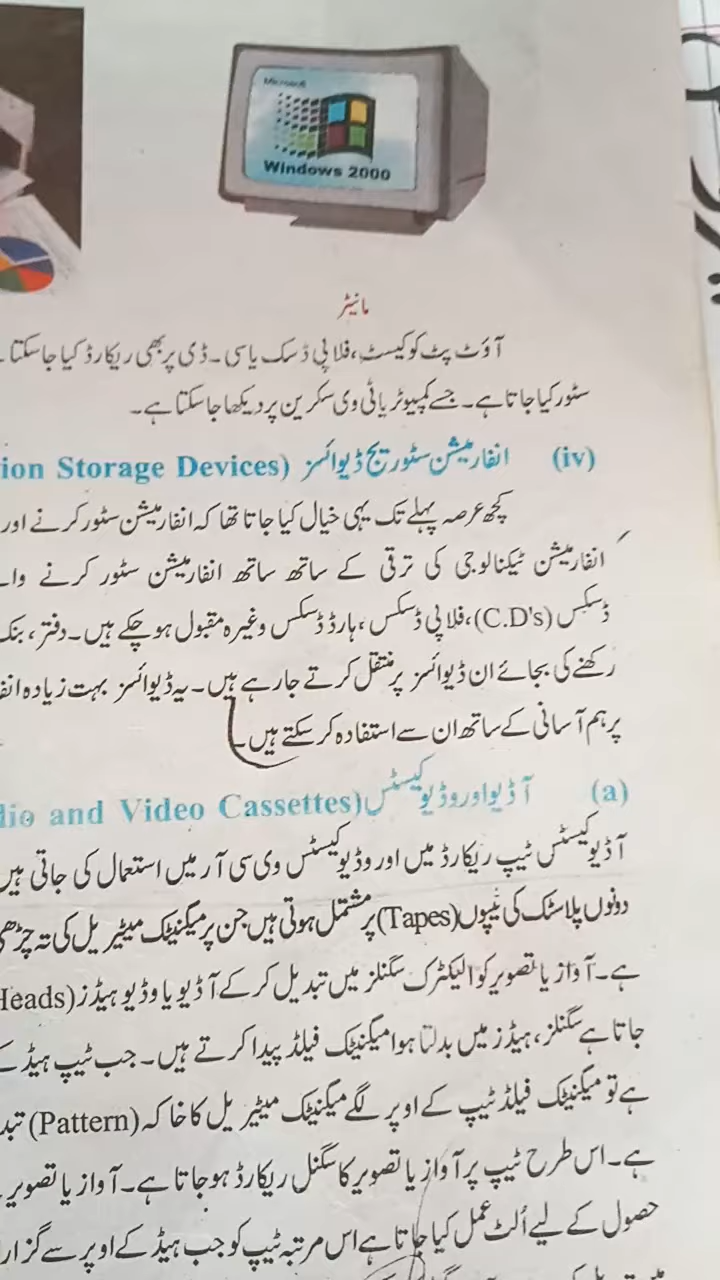 Microsoft
Windows 2000
مانیٹر
آؤٹ پٹ کو کیسٹ، فلاپی ڈسک یا سی۔ڈی پر بھی ریکارڈ کیا جاسکتا
سٹور کیا جاتا ہے۔ جسے کمپیوٹر یا ٹی وی سکرین پر دیکھا جاسکتا ہے۔
(iv) انفارمیشن سٹوریج ڈیوائسز (ion Storage Devices
کچھ عرصہ پہلے تک یہی خیال کیا جاتا تھا کہ انفارمیشن سٹور کرنے اور
انفارمیشن ٹیکنالوجی کی ترقی کے ساتھ ساتھ انفارمیشن سٹور کرنے
ڈسکس (C.D's)، فلاپی ڈسکس، ہارڈ ڈسکس وغیرہ مقبول ہوچکے ہیں۔ دفتر، بنک
رکھنے کی بجائے ان ڈیوائسز پر منتقل کرتے جارہے ہیں۔ یہ ڈیوائسز بہت زیادہ
پر ہم آسانی کے ساتھ ان سے استفادہ کرسکتے ہیں۔
(a) آڈیو اور وڈیو کیسٹس (dio and Video Cassettes
آڈیو کیسٹس ٹیپ ریکارڈ میں اور وڈیو کیسٹس وی سی آر میں استعمال کی جاتی ہیں
دونوں پلاسٹک کی ٹیپوں (Tapes) پر مشتمل ہوتی ہیں جن پر میگنیٹک میٹیریل کی تہ
ہے۔ آواز یا تصویر کو الیکٹرک سگنلز میں تبدیل کر کے آڈیو یا وڈیو ہیڈز (Heads
جاتا ہے سگنلز، ہیڈز میں بدلتا ہوا میگنیٹک فیلڈ پیدا کرتے ہیں۔ جب ٹیپ ہیڈ
ہے تو میگنیٹک فیلڈ ٹیپ کے اوپر لگے میگنیٹک میٹیریل کا خاکہ (Pattern)
ہے۔ اس طرح ٹیپ پر آواز یا تصویر کا سگنل ریکارڈ ہوجاتا ہے۔ آواز یا تصویر
حصول کے لیے اُلٹ عمل کیا جاتا ہے اس مرتبہ ٹیپ کو جب ہیڈ کے اوپر سے گزارا